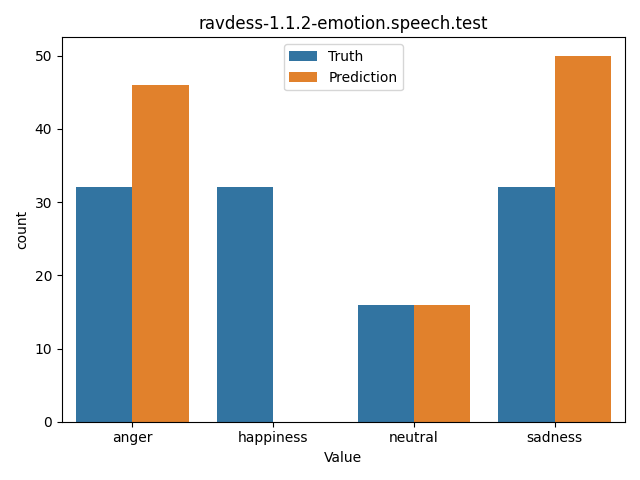 ravdess-1.1.2-emotion.speech.test
Truth
Prediction
count
50
40
30
20
10
0
anger happiness neutral sadness
Value